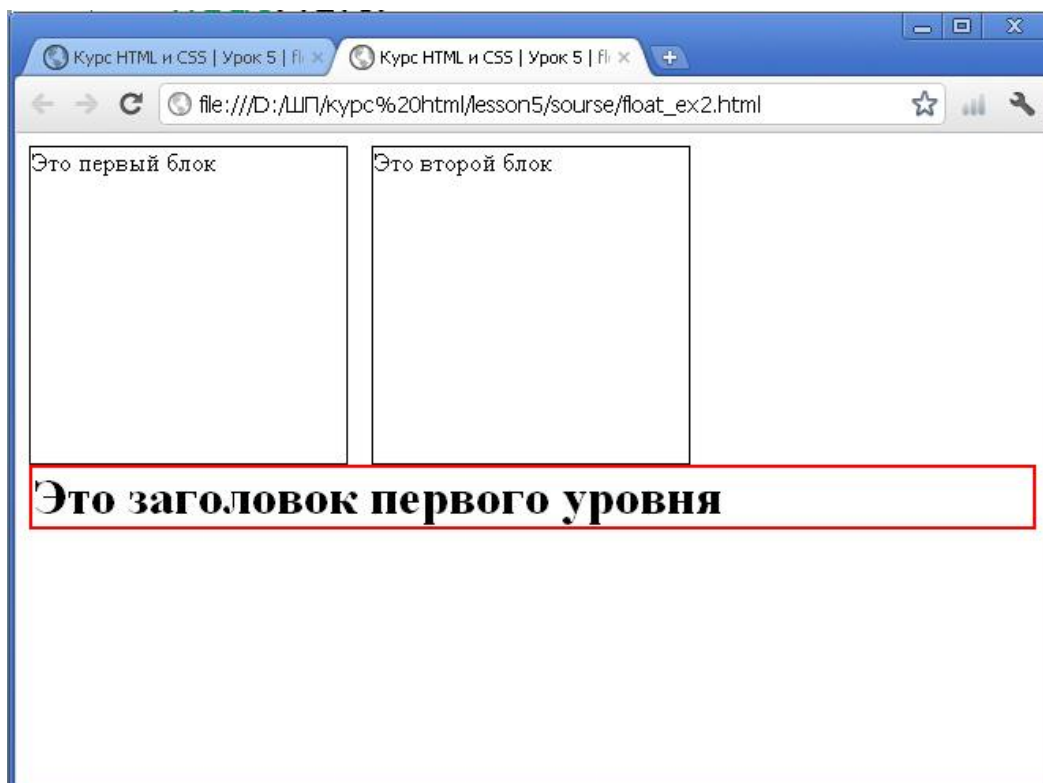 Курс HTML и CSS | Урок 5 | fl
Курс HTML и CSS | Урок 5 | fl
file:///D:/ШП/курс%20html/lesson5/sourse/float_ex2.html
Это первый блок
Это второй блок
Это заголовок первого уровня